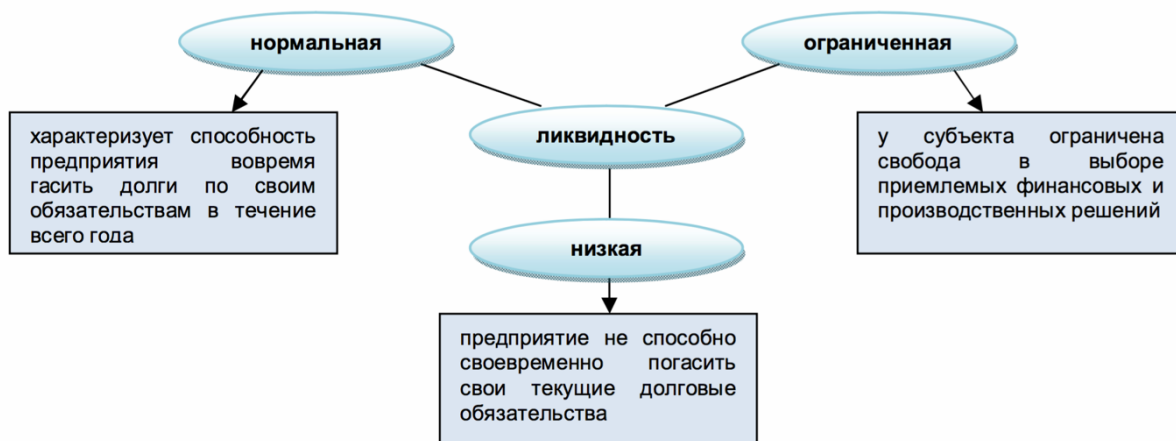 нормальная
ограниченная
характеризует способность
предприятия вовремя
гасить долги по своим
обязательствам в течение
всего года
ликвидность
у субъекта ограничена
свобода в выборе
приемлемых финансовых и
производственных решений
низкая
предприятие не способно
своевременно погасить
свои текущие долговые
обязательства